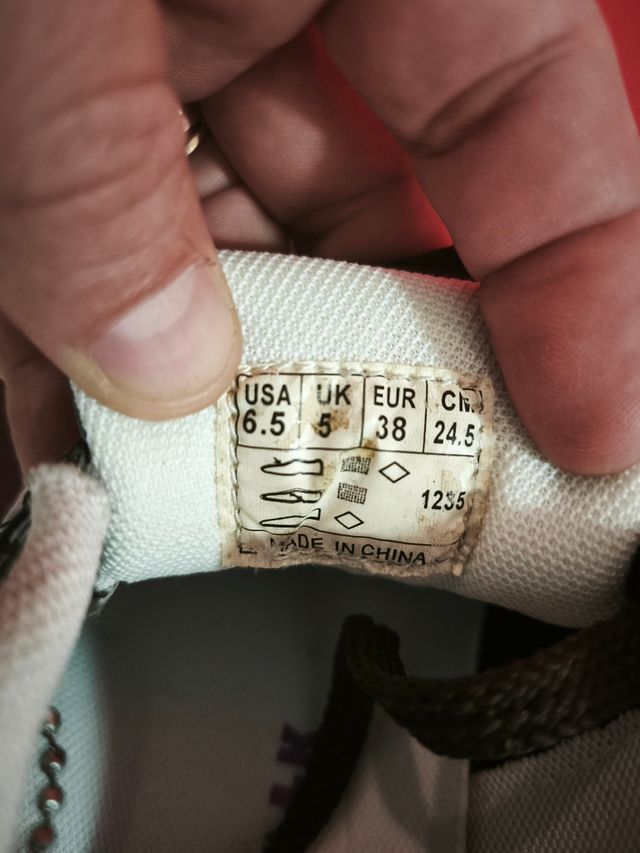 USA UK EUR CM
6.5 5 38 24.5
1235
MADE IN CHINA